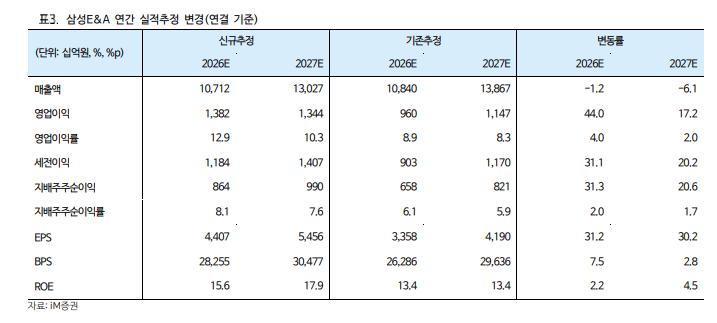 표3. 삼성E&A 연간 실적추정 변경(연결 기준)
(단위: 십억원, %, %p) 신규추정 기존추정 변동률
2026E 2027E 2026E 2027E 2026E 2027E
매출액 10,712 13,027 10,840 13,867 -1.2 -6.1
영업이익 1,382 1,344 960 1,147 44.0 17.2
영업이익률 12.9 10.3 8.9 8.3 4.0 2.0
세전이익 1,184 1,407 903 1,170 31.1 20.2
지배주주순이익 864 990 658 821 31.3 20.6
지배주주순이익률 8.1 7.6 6.1 5.9 2.0 1.7
EPS 4,407 5,456 3,358 4,190 31.2 30.2
BPS 28,255 30,477 26,286 29,636 7.5 2.8
ROE 15.6 17.9 13.4 13.4 2.2 4.5
자료: iM증권